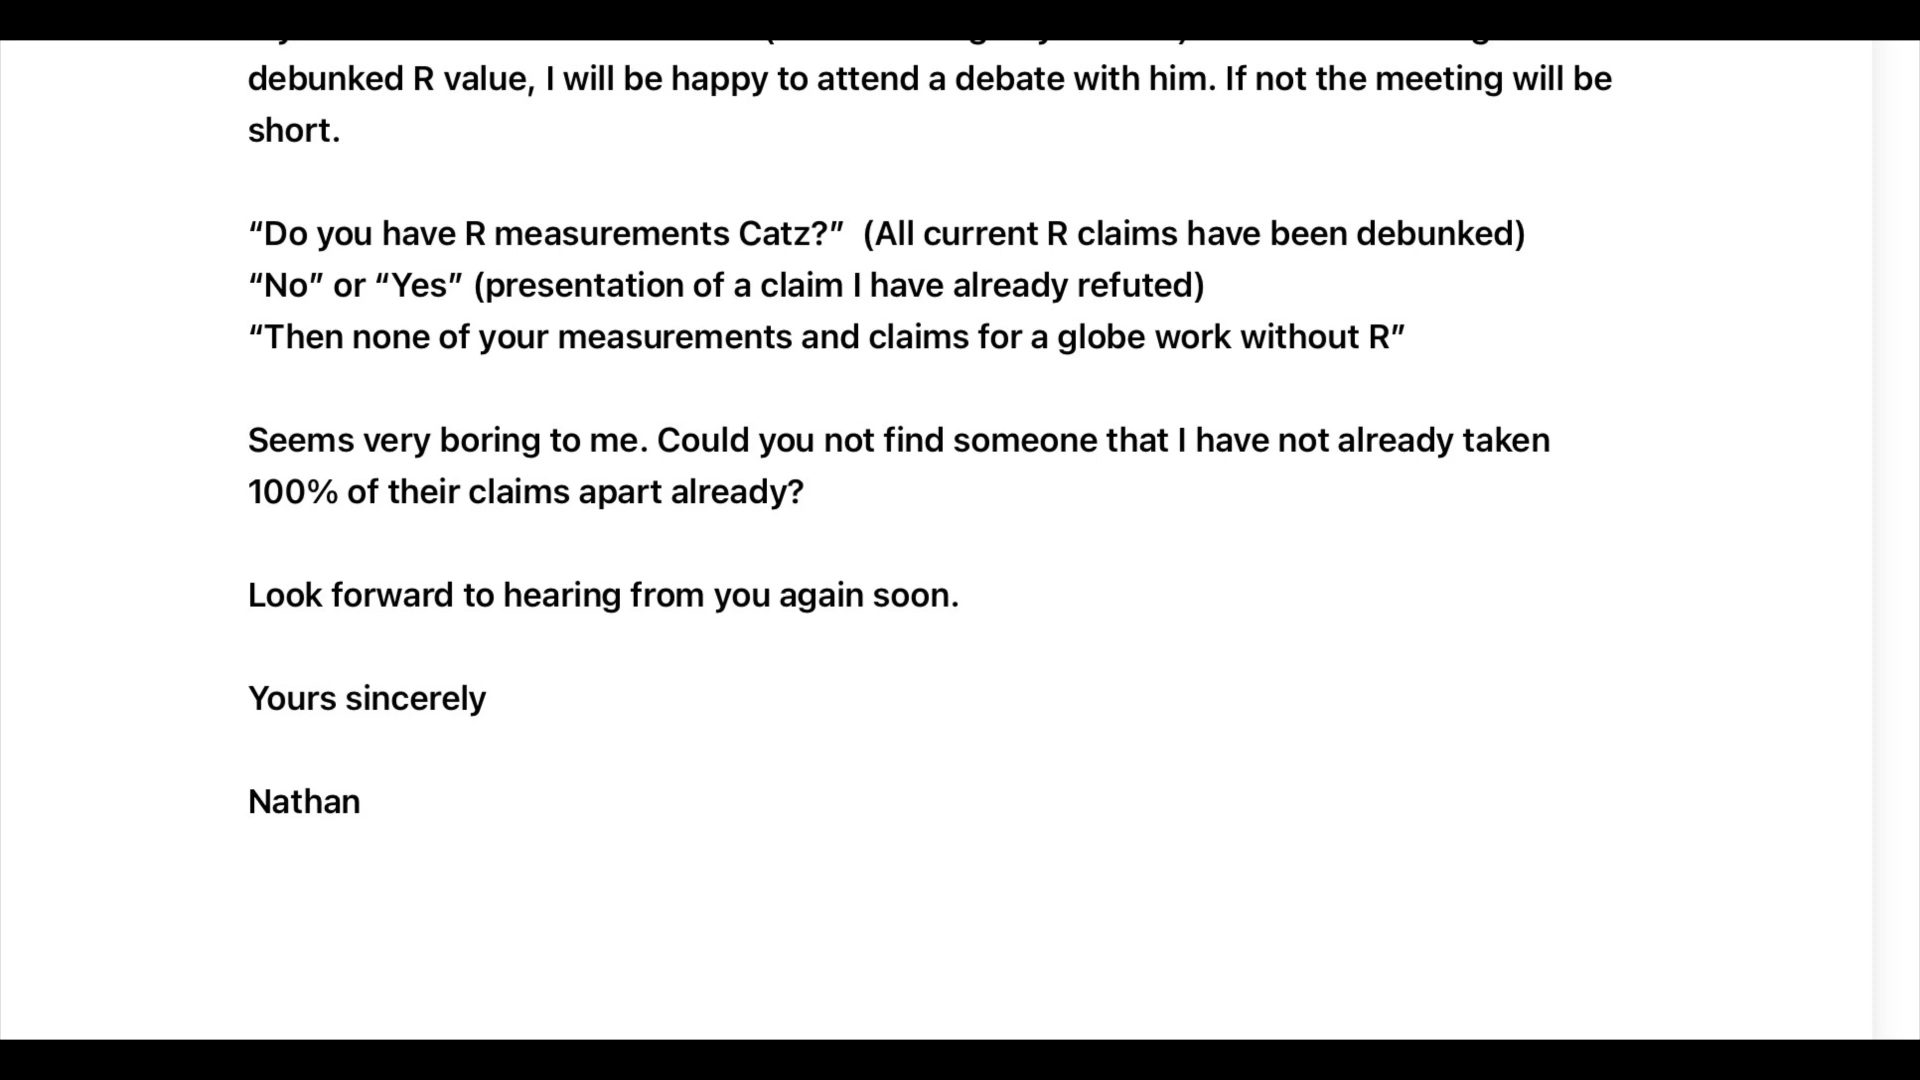 debunked R value, I will be happy to attend a debate with him. If not the meeting will be
short.
“Do you have R measurements Catz?”  (All current R claims have been debunked)
“No” or “Yes” (presentation of a claim I have already refuted)
“Then none of your measurements and claims for a globe work without R”
Seems very boring to me. Could you not find someone that I have not already taken
100% of their claims apart already?
Look forward to hearing from you again soon.
Yours sincerely
Nathan